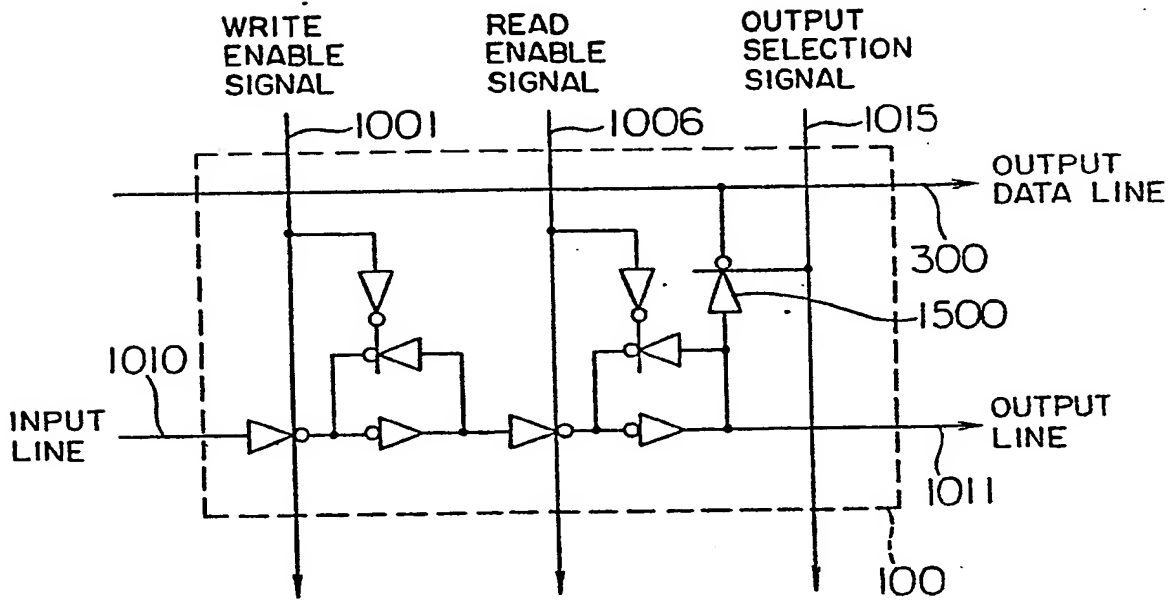 WRITE
ENABLE
SIGNAL
READ
ENABLE
SIGNAL
OUTPUT
SELECTION
SIGNAL
1001
1006
1015
OUTPUT
DATA LINE
300
1500
1010
INPUT
LINE
OUTPUT
LINE
1011
100